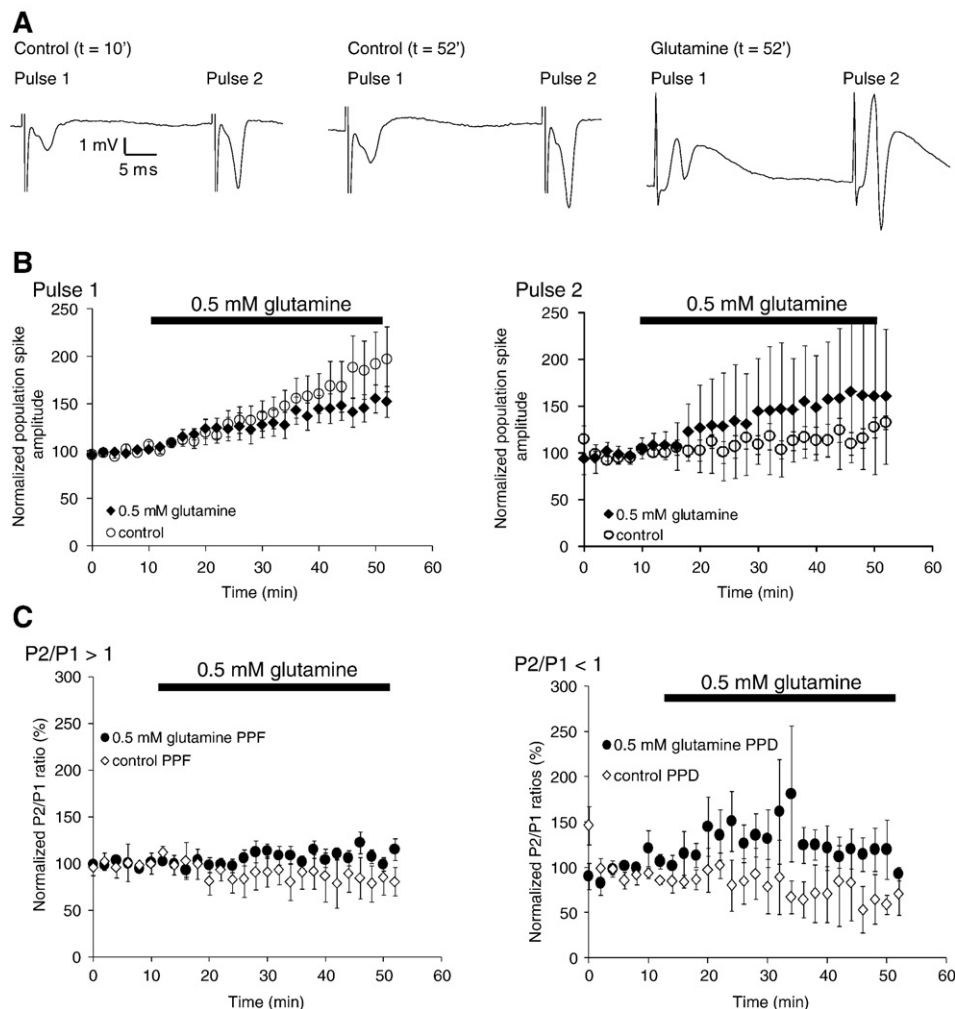 A
Control (t = 10')
Control (t = 52')
Glutamine (t = 52')
Pulse 1
Pulse 2
Pulse 1
Pulse 2
Pulse 1
Pulse 2
1 mV
5 ms
B
Pulse 1
0.5 mM glutamine
Normalized population spike
amplitude
250
200
150
100
50
0
0.5 mM glutamine
control
0 10 20 30 40 50 60
Time (min)
Pulse 2
0.5 mM glutamine
Normalized population spike
amplitude
250
200
150
100
50
0
0.5 mM glutamine
control
0 10 20 30 40 50 60
Time (min)
C
P2/P1 > 1
0.5 mM glutamine
Normalized P2/P1 ratio (%)
300
250
200
150
100
50
0
0.5 mM glutamine PPF
control PPF
0 10 20 30 40 50 60
Time (min)
P2/P1 < 1
0.5 mM glutamine
Normalized P2/P1 ratios (%)
300
250
200
150
100
50
0
0.5 mM glutamine PPD
control PPD
0 10 20 30 40 50 60
Time (min)